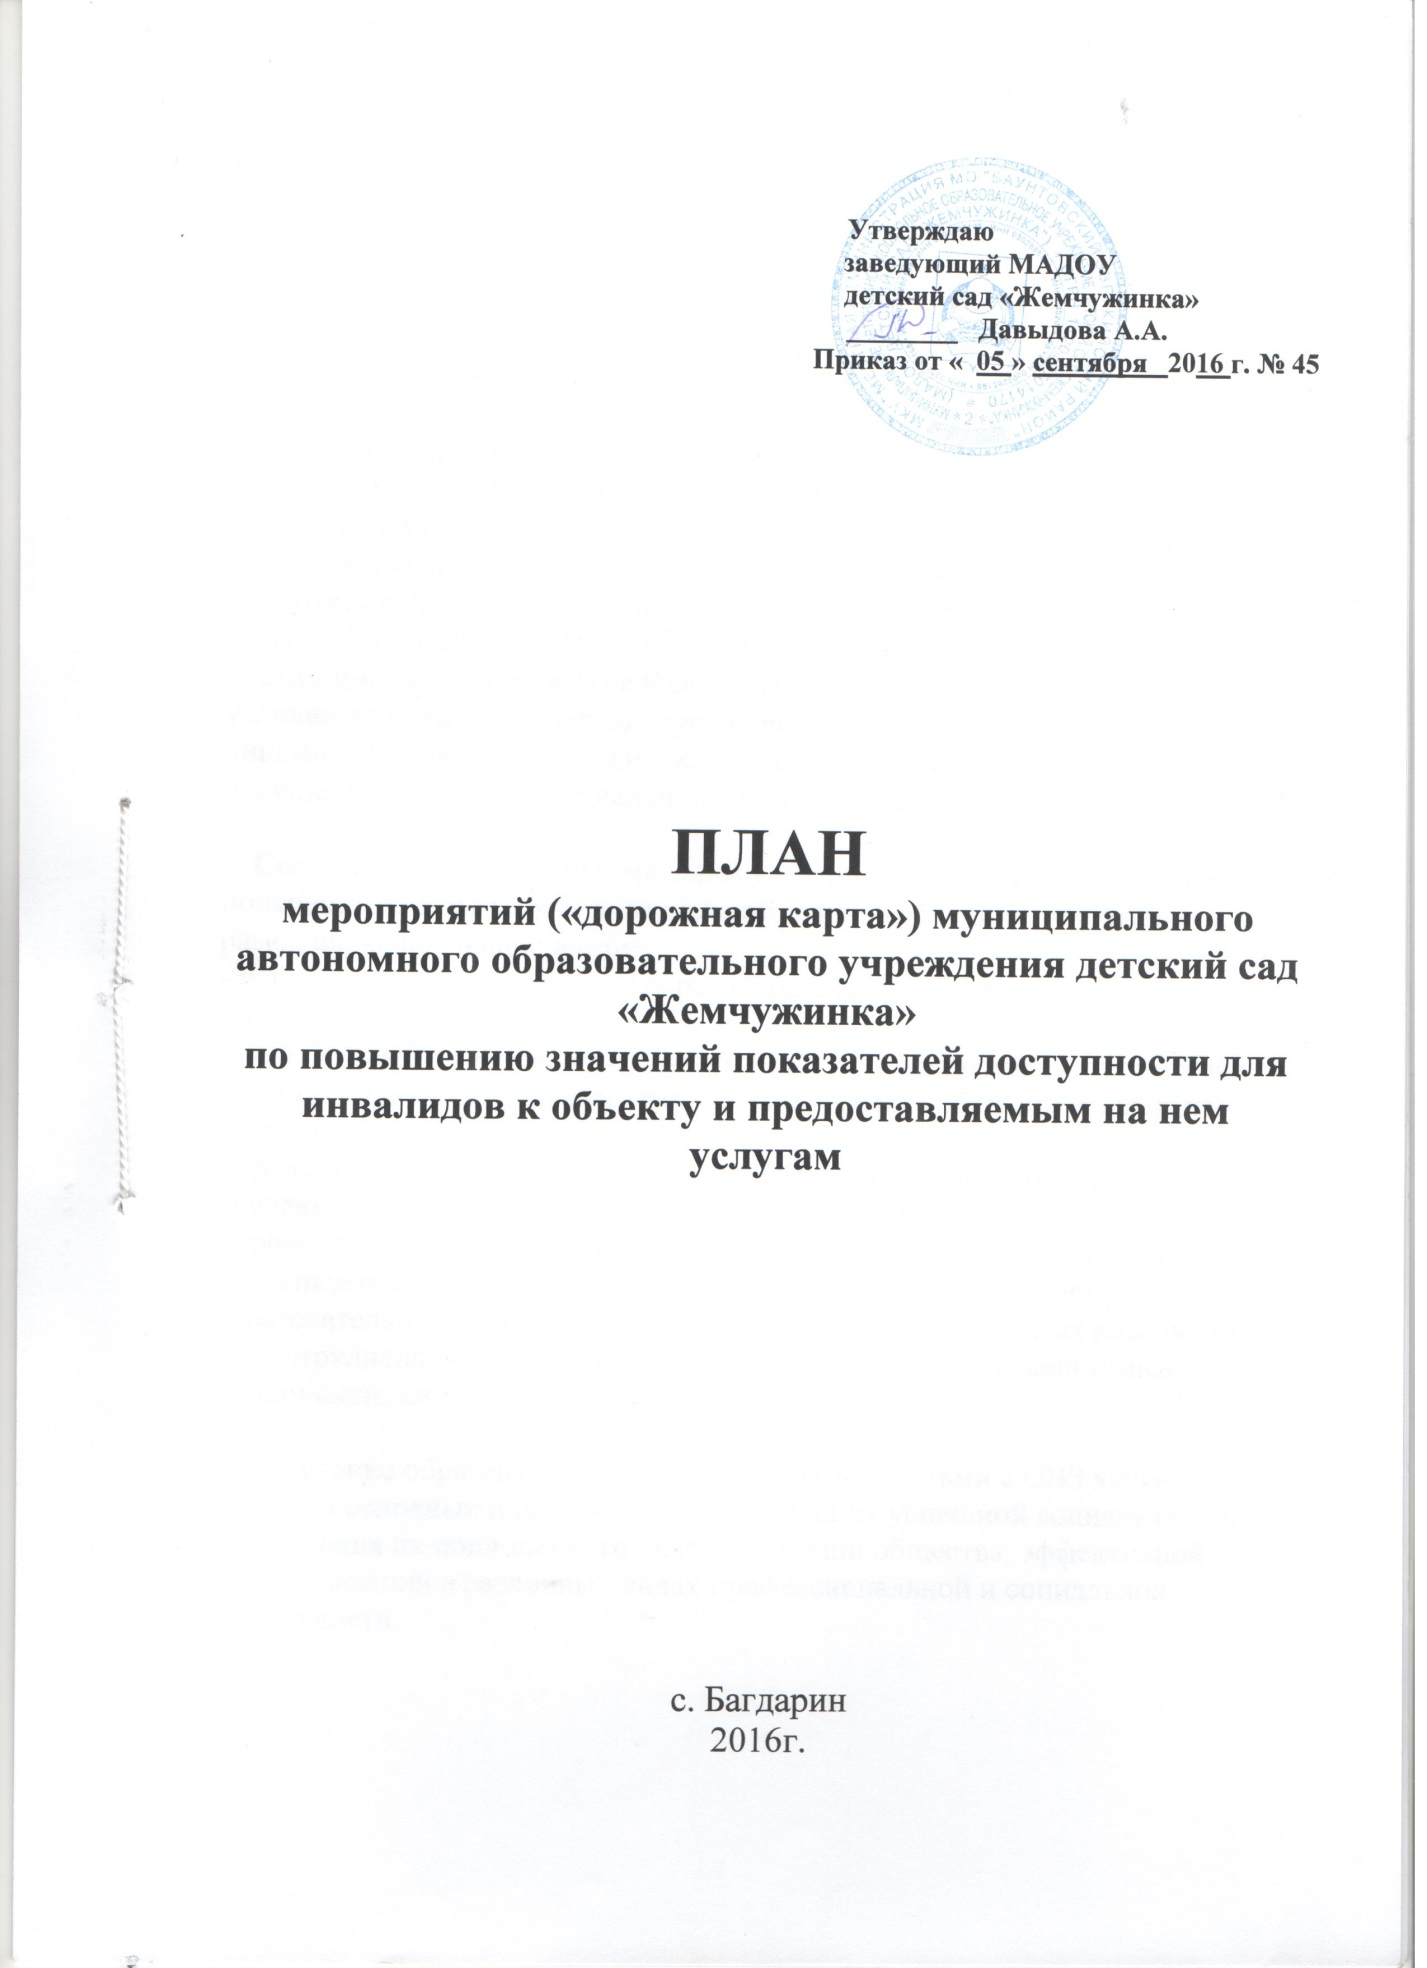 Утверждаю
заведующий МАДОУ
детский сад «Жемчужинка»
________ Давыдова А.А.
Приказ от « 05 » сентября 2016 г. № 45
ПЛАН
мероприятий («дорожная карта») муниципального
автономного образовательного учреждения детский сад
«Жемчужинка»
по повышению значений показателей доступности для
инвалидов к объекту и предоставляемым на нем
услугам
с. Багдарин
2016г.